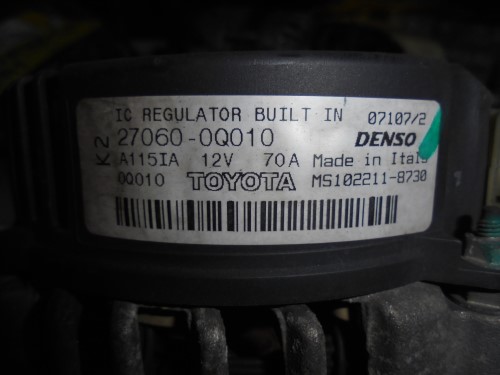 IC REGULATOR BUILT IN 07107/2
K2 27060-0Q010 DENSO
A115IA 12V 70A Made in Italy
0Q010 TOYOTA MS102211-8730